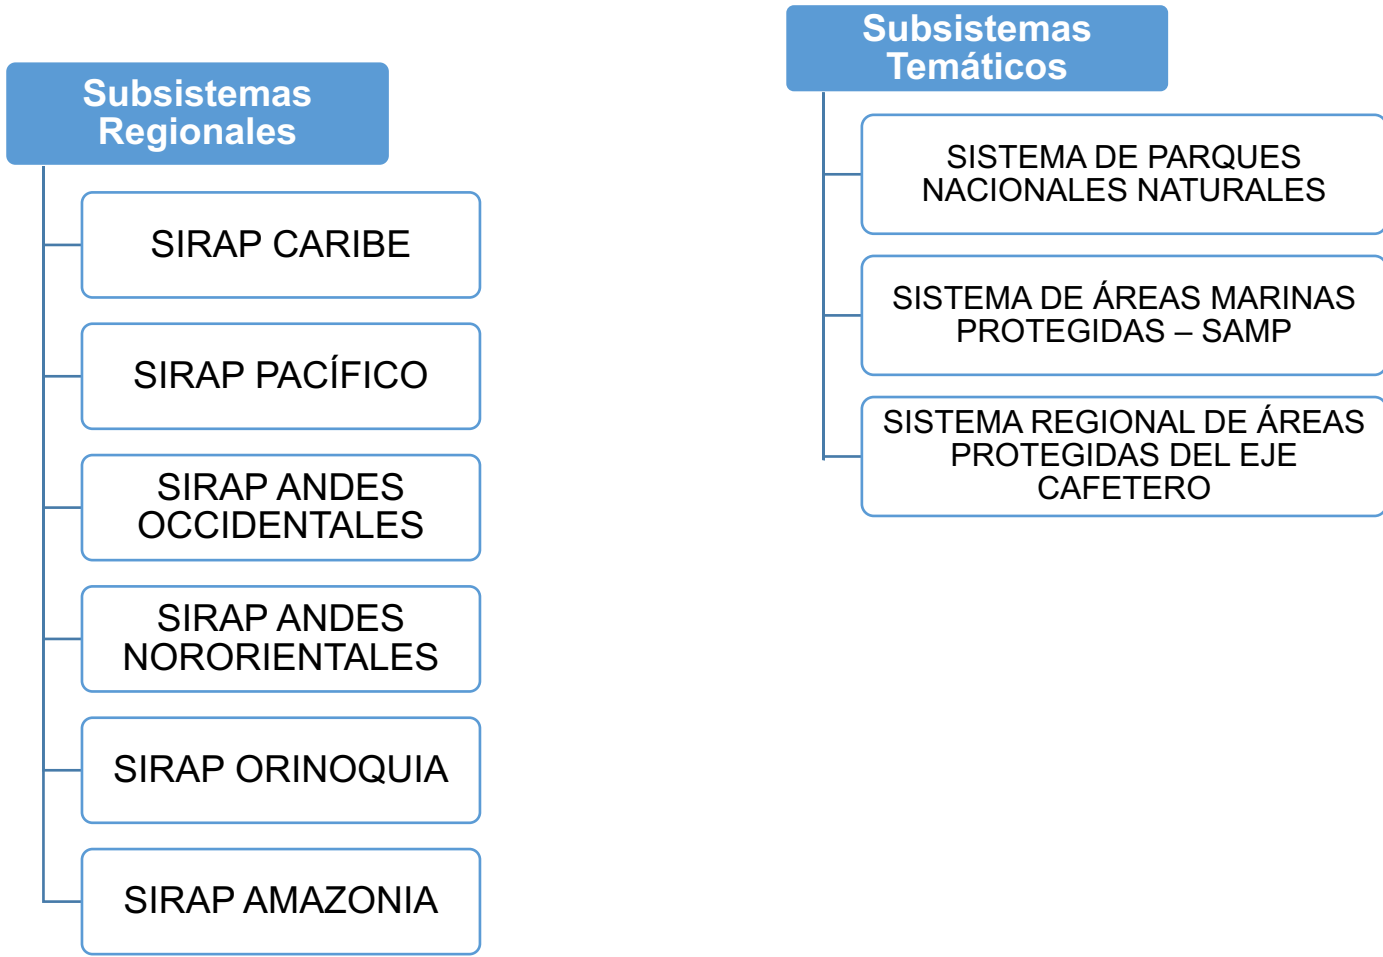 Subsistemas
Regionales
SIRAP CARIBE
SIRAP PACÍFICO
SIRAP ANDES
OCCIDENTALES
SIRAP ANDES
NORORIENTALES
SIRAP ORINOQUIA
SIRAP AMAZONIA
Subsistemas
Temáticos
SISTEMA DE PARQUES
NACIONALES NATURALES
SISTEMA DE ÁREAS MARINAS
PROTEGIDAS – SAMP
SISTEMA REGIONAL DE ÁREAS
PROTEGIDAS DEL EJE
CAFETERO